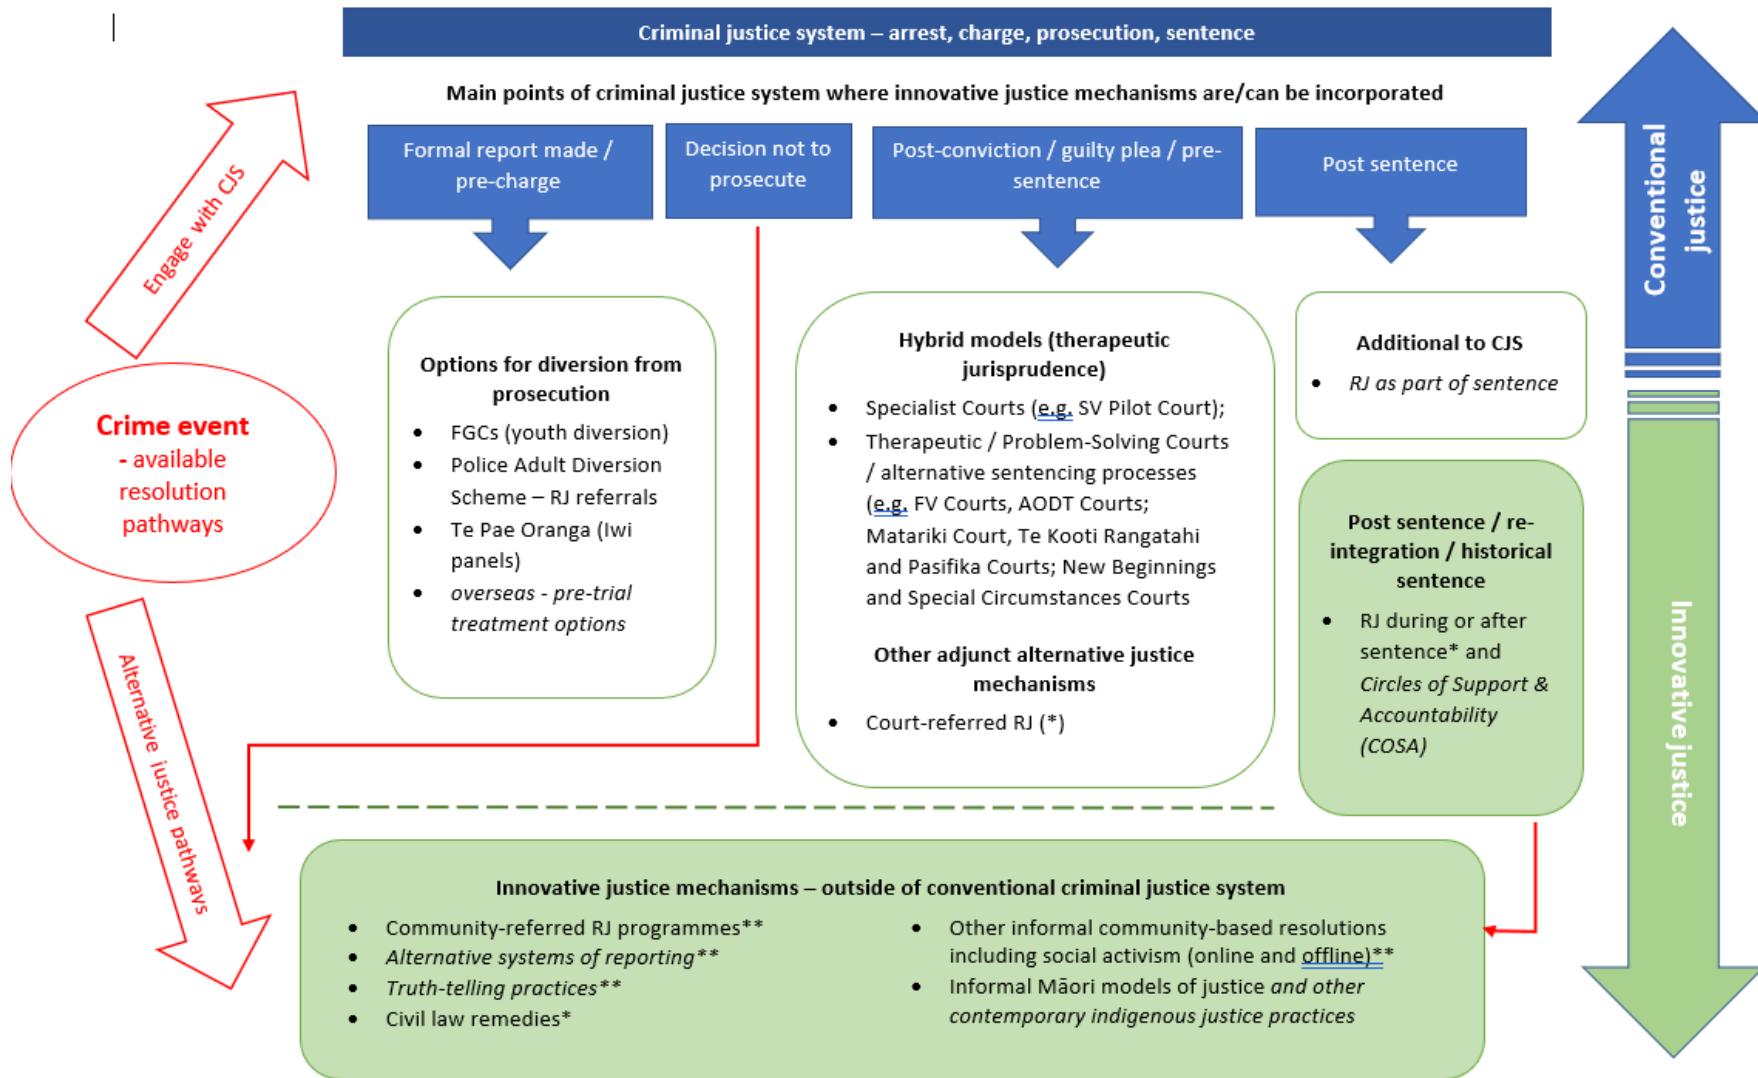 Criminal justice system – arrest, charge, prosecution, sentence
Main points of criminal justice system where innovative justice mechanisms are/can be incorporated
Engage with CJS
Formal report made /
pre-charge
Decision not to
prosecute
Post-conviction / guilty plea / pre-
sentence
Post sentence
Conventional
justice
Crime event
- available
resolution
pathways
Options for diversion from
prosecution
• FGCs (youth diversion)
• Police Adult Diversion
Scheme – RJ referrals
• Te Pae Oranga (Iwi
panels)
• overseas - pre-trial
treatment options
Hybrid models (therapeutic
jurisprudence)
• Specialist Courts (e.g. SV Pilot Court);
• Therapeutic / Problem-Solving Courts
/ alternative sentencing processes
(e.g. FV Courts, AODT Courts;
Matariki Court, Te Kooti Rangatahi
and Pasifika Courts; New Beginnings
and Special Circumstances Courts
Other adjunct alternative justice
mechanisms
• Court-referred RJ (*)
Additional to CJS
• RJ as part of sentence
Post sentence / re-
integration / historical
sentence
• RJ during or after
sentence* and
Circles of Support &
Accountability
(COSA)
Innovative justice
Alternative justice pathways
Innovative justice mechanisms – outside of conventional criminal justice system
• Community-referred RJ programmes**
• Alternative systems of reporting**
• Truth-telling practices**
• Civil law remedies*
• Other informal community-based resolutions
including social activism (online and offline)**
• Informal Māori models of justice and other
contemporary indigenous justice practices